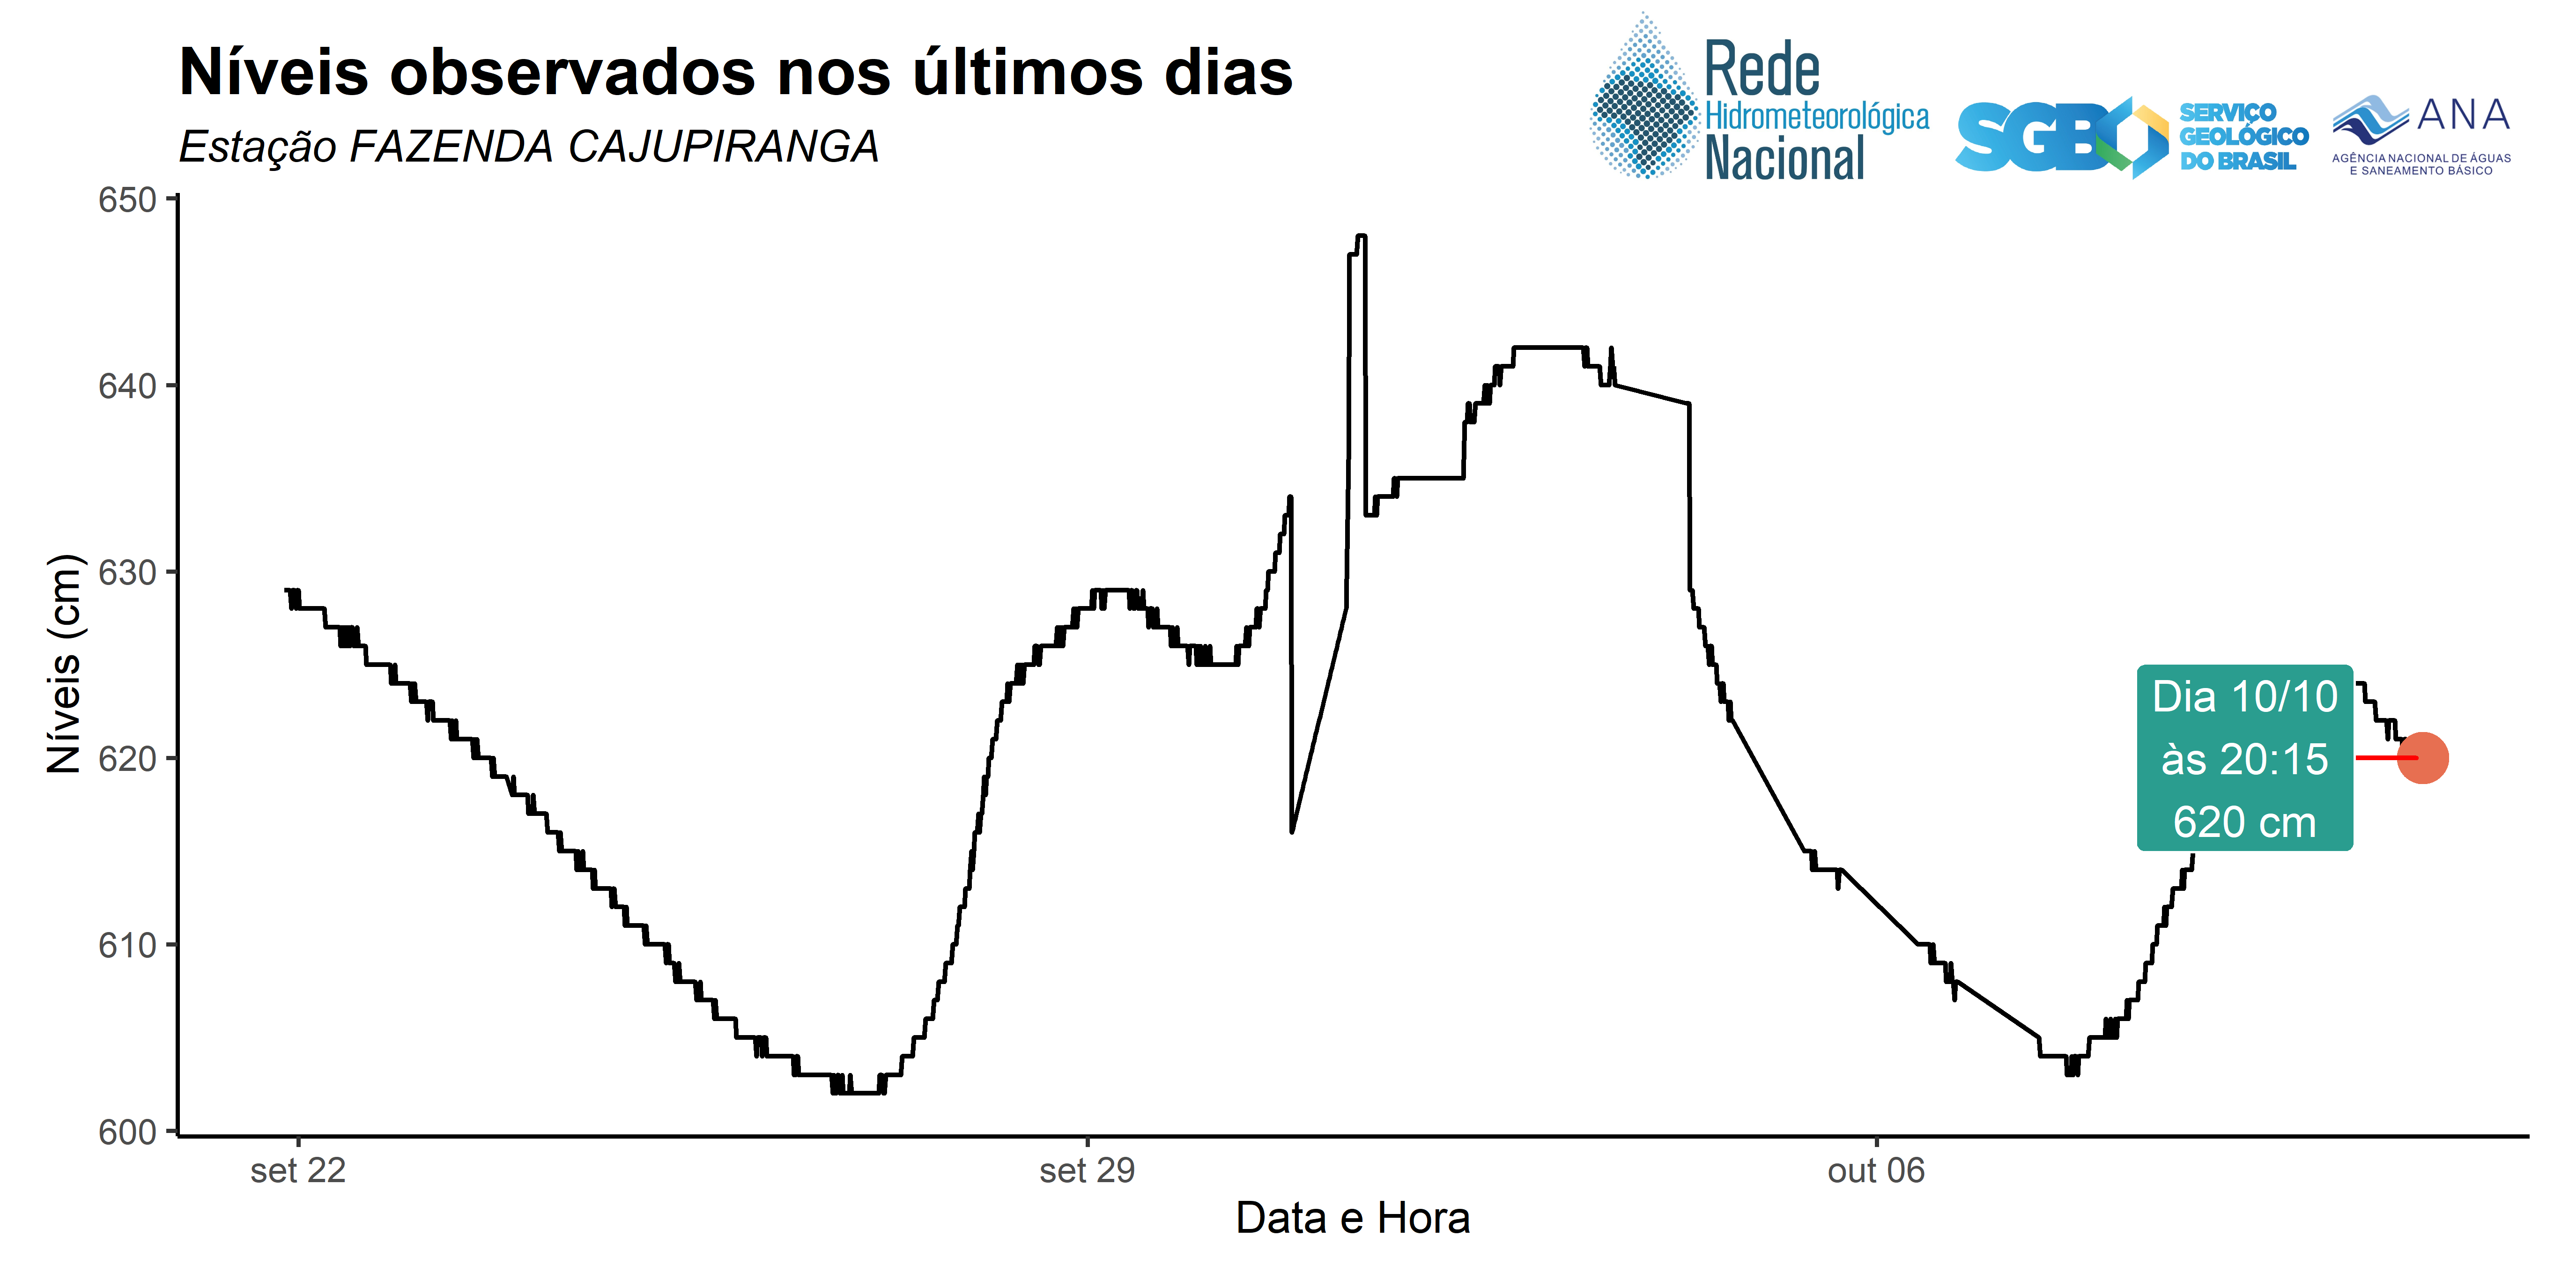 Níveis observados nos últimos dias
Estação FAZENDA CAJUPIRANGA
Rede
Hidrometeorológica
Nacional
SGB
SERVIÇO
GEOLÓGICO
DO BRASIL
ANA
AGÊNCIA NACIONAL DE ÁGUAS
E SANEAMENTO BÁSICO
650
640
630
620
610
600
Níveis (cm)
Dia 10/10
às 20:15
620 cm
set 22
set 29
out 06
Data e Hora